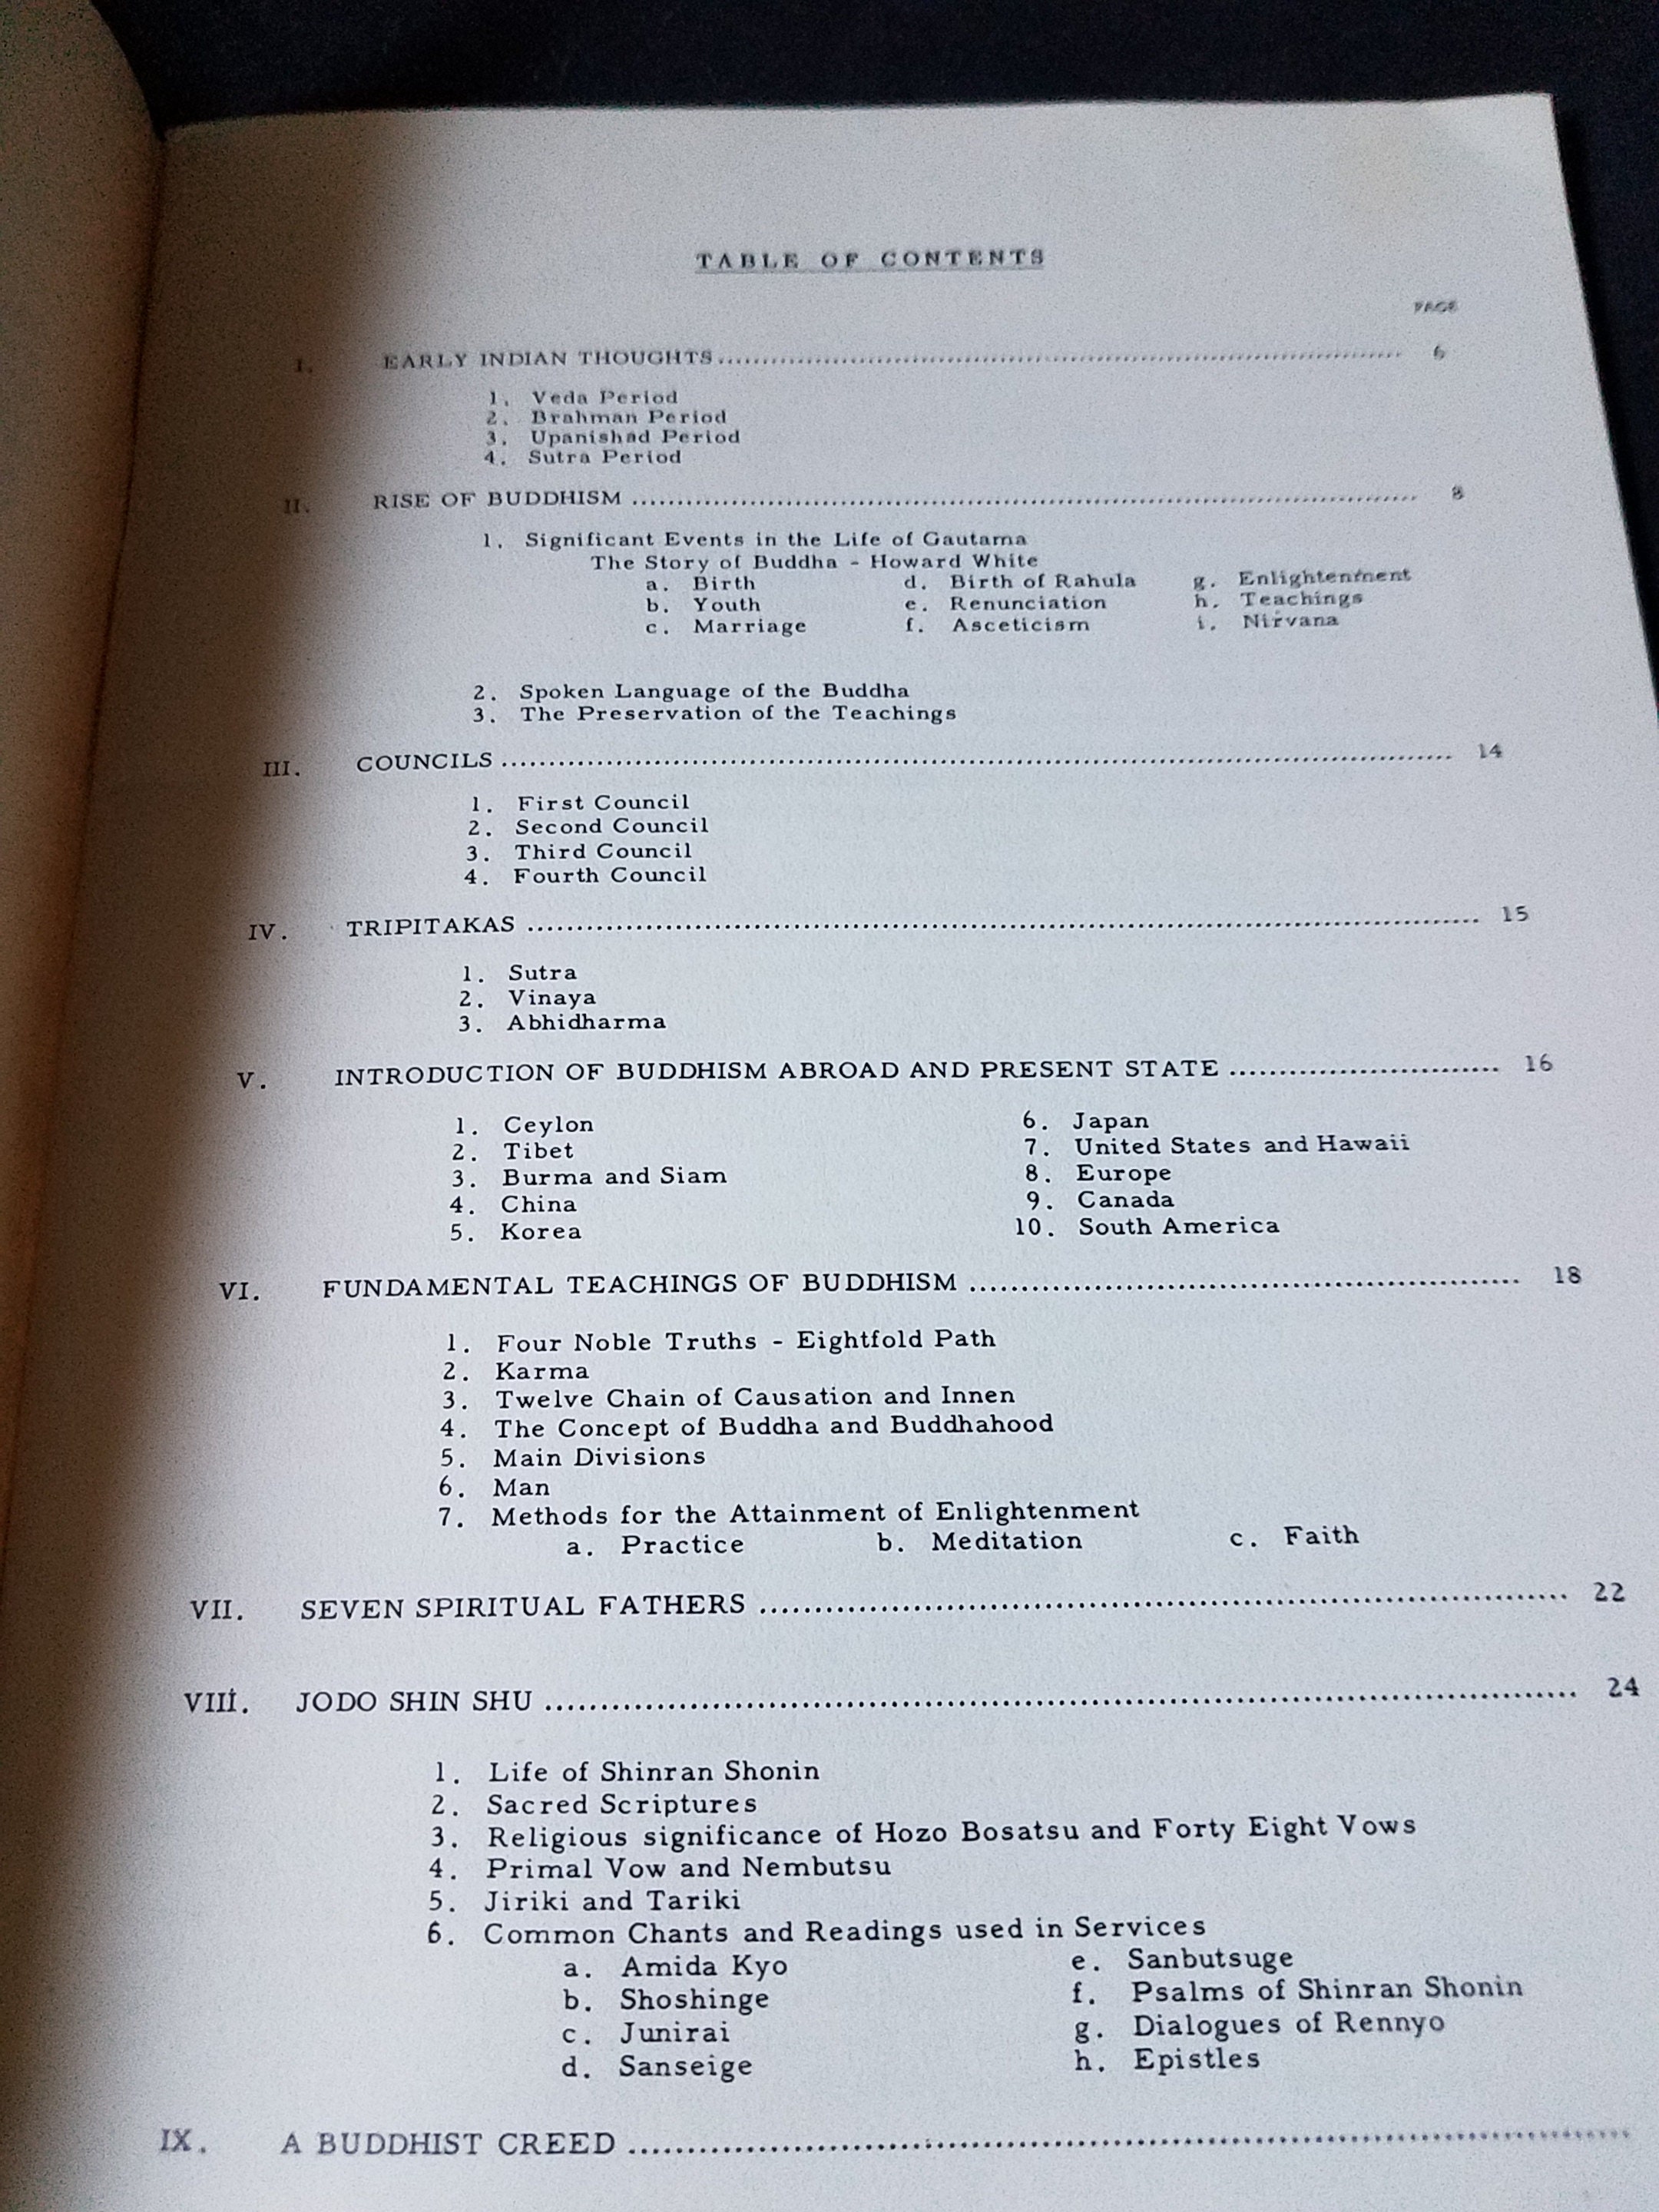 TABLE OF CONTENTS
PAGE
I. EARLY INDIAN THOUGHTS ........ 6
1. Veda Period
2. Brahman Period
3. Upanishad Period
4. Sutra Period
II. RISE OF BUDDHISM ........ 8
1. Significant Events in the Life of Gautama
The Story of Buddha - Howard White
a. Birth d. Birth of Rahula g. Enlightenment
b. Youth e. Renunciation h. Teachings
c. Marriage f. Asceticism i. Nirvana
2. Spoken Language of the Buddha
3. The Preservation of the Teachings
III. COUNCILS ........ 14
1. First Council
2. Second Council
3. Third Council
4. Fourth Council
IV. TRIPITAKAS ........ 15
1. Sutra
2. Vinaya
3. Abhidharma
V. INTRODUCTION OF BUDDHISM ABROAD AND PRESENT STATE ........ 16
1. Ceylon 6. Japan
2. Tibet 7. United States and Hawaii
3. Burma and Siam 8. Europe
4. China 9. Canada
5. Korea 10. South America
VI. FUNDAMENTAL TEACHINGS OF BUDDHISM ........ 18
1. Four Noble Truths - Eightfold Path
2. Karma
3. Twelve Chain of Causation and Innen
4. The Concept of Buddha and Buddhahood
5. Main Divisions
6. Man
7. Methods for the Attainment of Enlightenment
a. Practice b. Meditation c. Faith
VII. SEVEN SPIRITUAL FATHERS ........ 22
VIII. JODO SHIN SHU ........ 24
1. Life of Shinran Shonin
2. Sacred Scriptures
3. Religious significance of Hozo Bosatsu and Forty Eight Vows
4. Primal Vow and Nembutsu
5. Jiriki and Tariki
6. Common Chants and Readings used in Services
a. Amida Kyo e. Sanbutsuge
b. Shoshinge f. Psalms of Shinran Shonin
c. Junirai g. Dialogues of Rennyo
d. Sanseige h. Epistles
IX. A BUDDHIST CREED ........